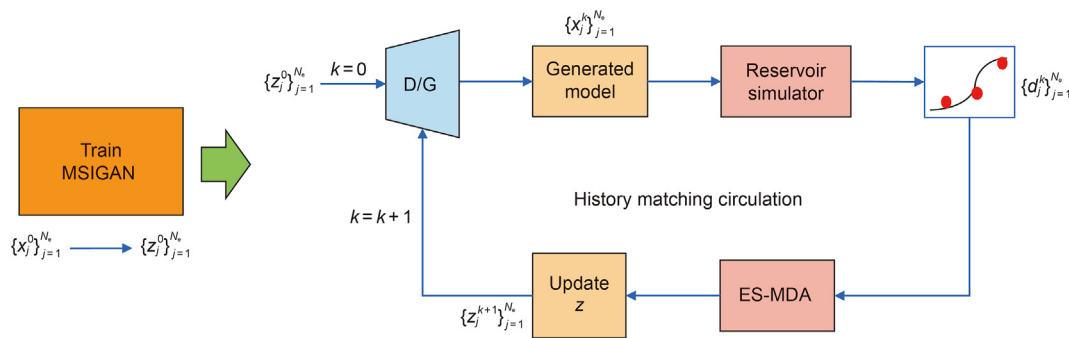 Train
MSIGAN
{x_j^0}_{j=1}^{N_e}
{z_j^0}_{j=1}^{N_e}
{z_j^0}_{j=1}^{N_e}
k=0
D/G
{x_j^k}_{j=1}^{N_e}
Generated
model
Reservoir
simulator
{d_j^k}_{j=1}^{N_e}
History matching circulation
k=k+1
{z_j^{k+1}}_{j=1}^{N_e}
Update
z
ES-MDA